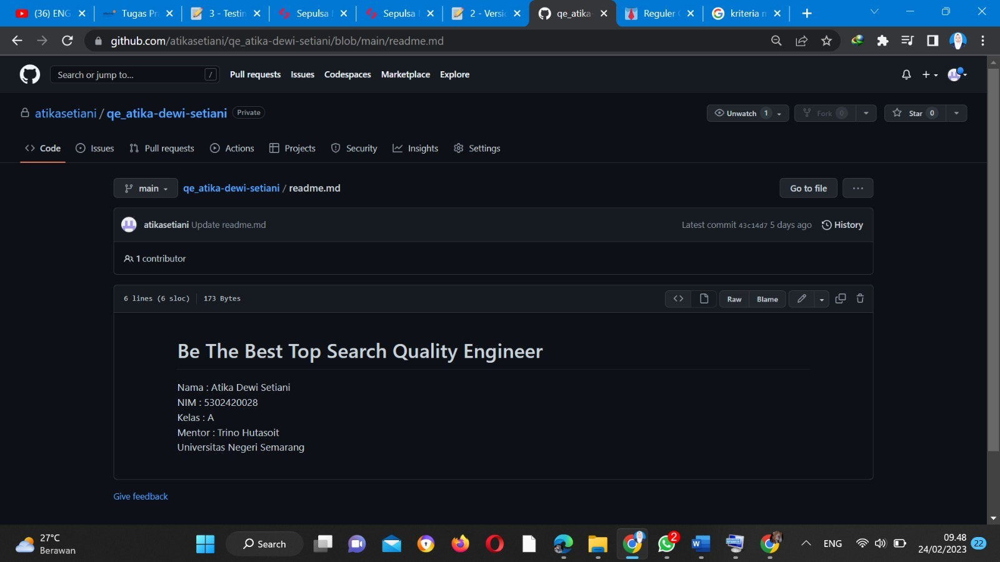 (36) ENG
Tugas Pr
3 - Testin
Sepulsa
Sepulsa
2 - Versi
qe_atika
Reguler
kriteria m
github.com/atikasetiani/qe_atika-dewi-setiani/blob/main/readme.md
Search or jump to... /
Pull requests Issues Codespaces Marketplace Explore
atikasetiani / qe_atika-dewi-setiani Private
Unwatch 1 Fork 0 Star 0
Code Issues Pull requests Actions Projects Security Insights Settings
main qe_atika-dewi-setiani / readme.md Go to file ...
atikasetiani Update readme.md Latest commit 43c14d7 5 days ago History
1 contributor
6 lines (6 sloc) 173 Bytes <> Raw Blame
Be The Best Top Search Quality Engineer
Nama : Atika Dewi Setiani
NIM : 5302420028
Kelas : A
Mentor : Trino Hutasoit
Universitas Negeri Semarang
Give feedback
27°C
Berawan
Search
2
W
ENG
09.48
24/02/2023
22